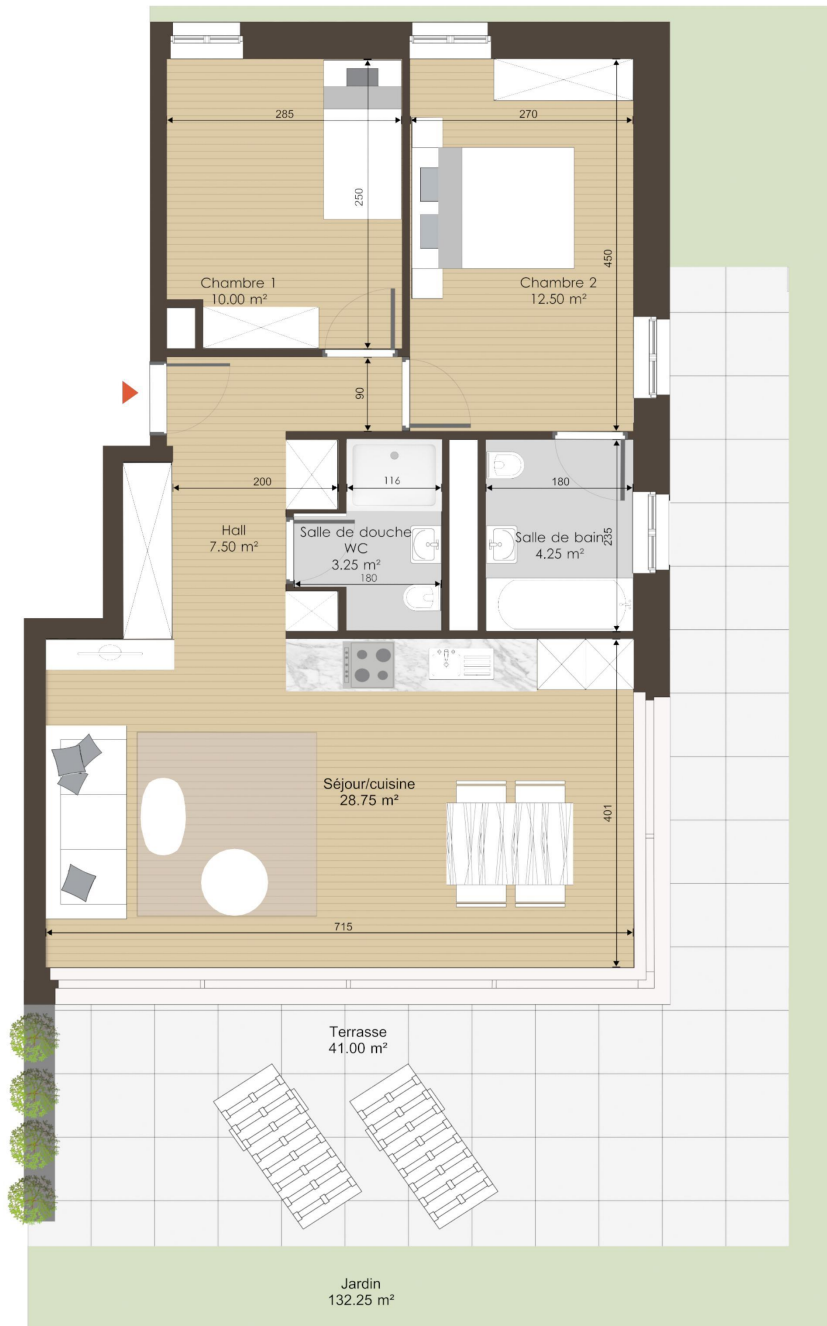 285
270
250
450
Chambre 1
10.00 m²
Chambre 2
12.50 m²
90
200
116
180
Hall
7.50 m²
Salle de douche
WC
3.25 m²
180
Salle de bain
4.25 m²
235
Séjour/cuisine
28.75 m²
401
715
Terrasse
41.00 m²
Jardin
132.25 m²